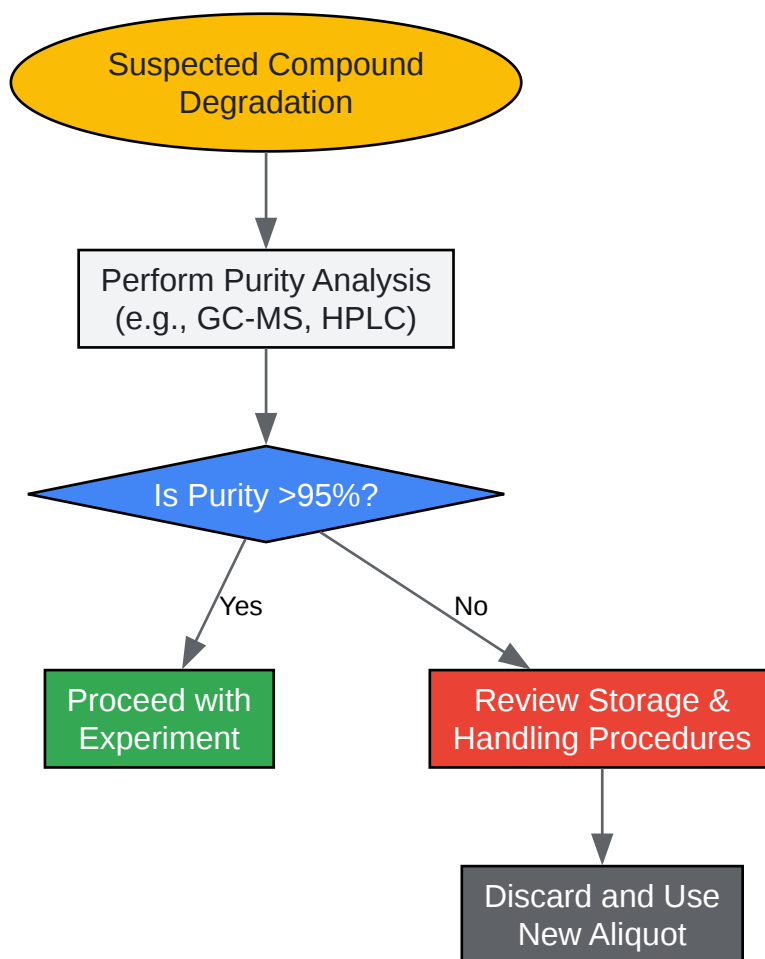 Suspected Compound
Degradation
Perform Purity Analysis
(e.g., GC-MS, HPLC)
Is Purity >95%?
Yes
No
Proceed with
Experiment
Review Storage &
Handling Procedures
Discard and Use
New Aliquot